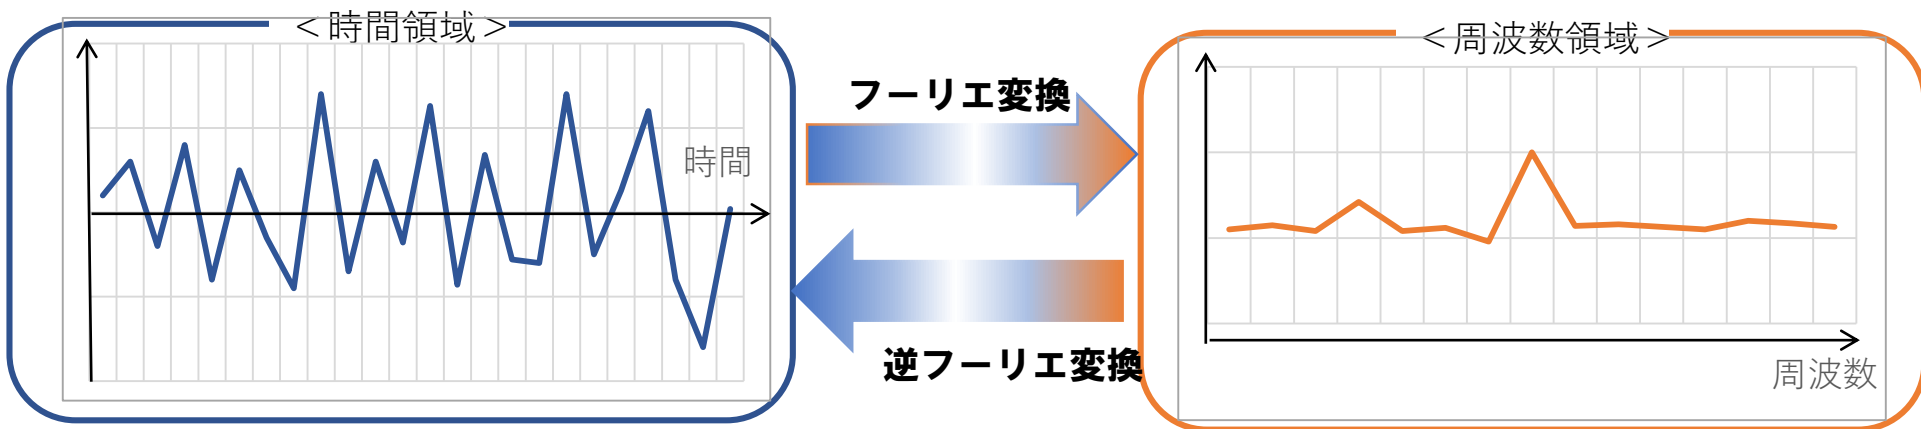 ＜時間領域＞
時間
フーリエ変換
逆フーリエ変換
＜周波数領域＞
周波数